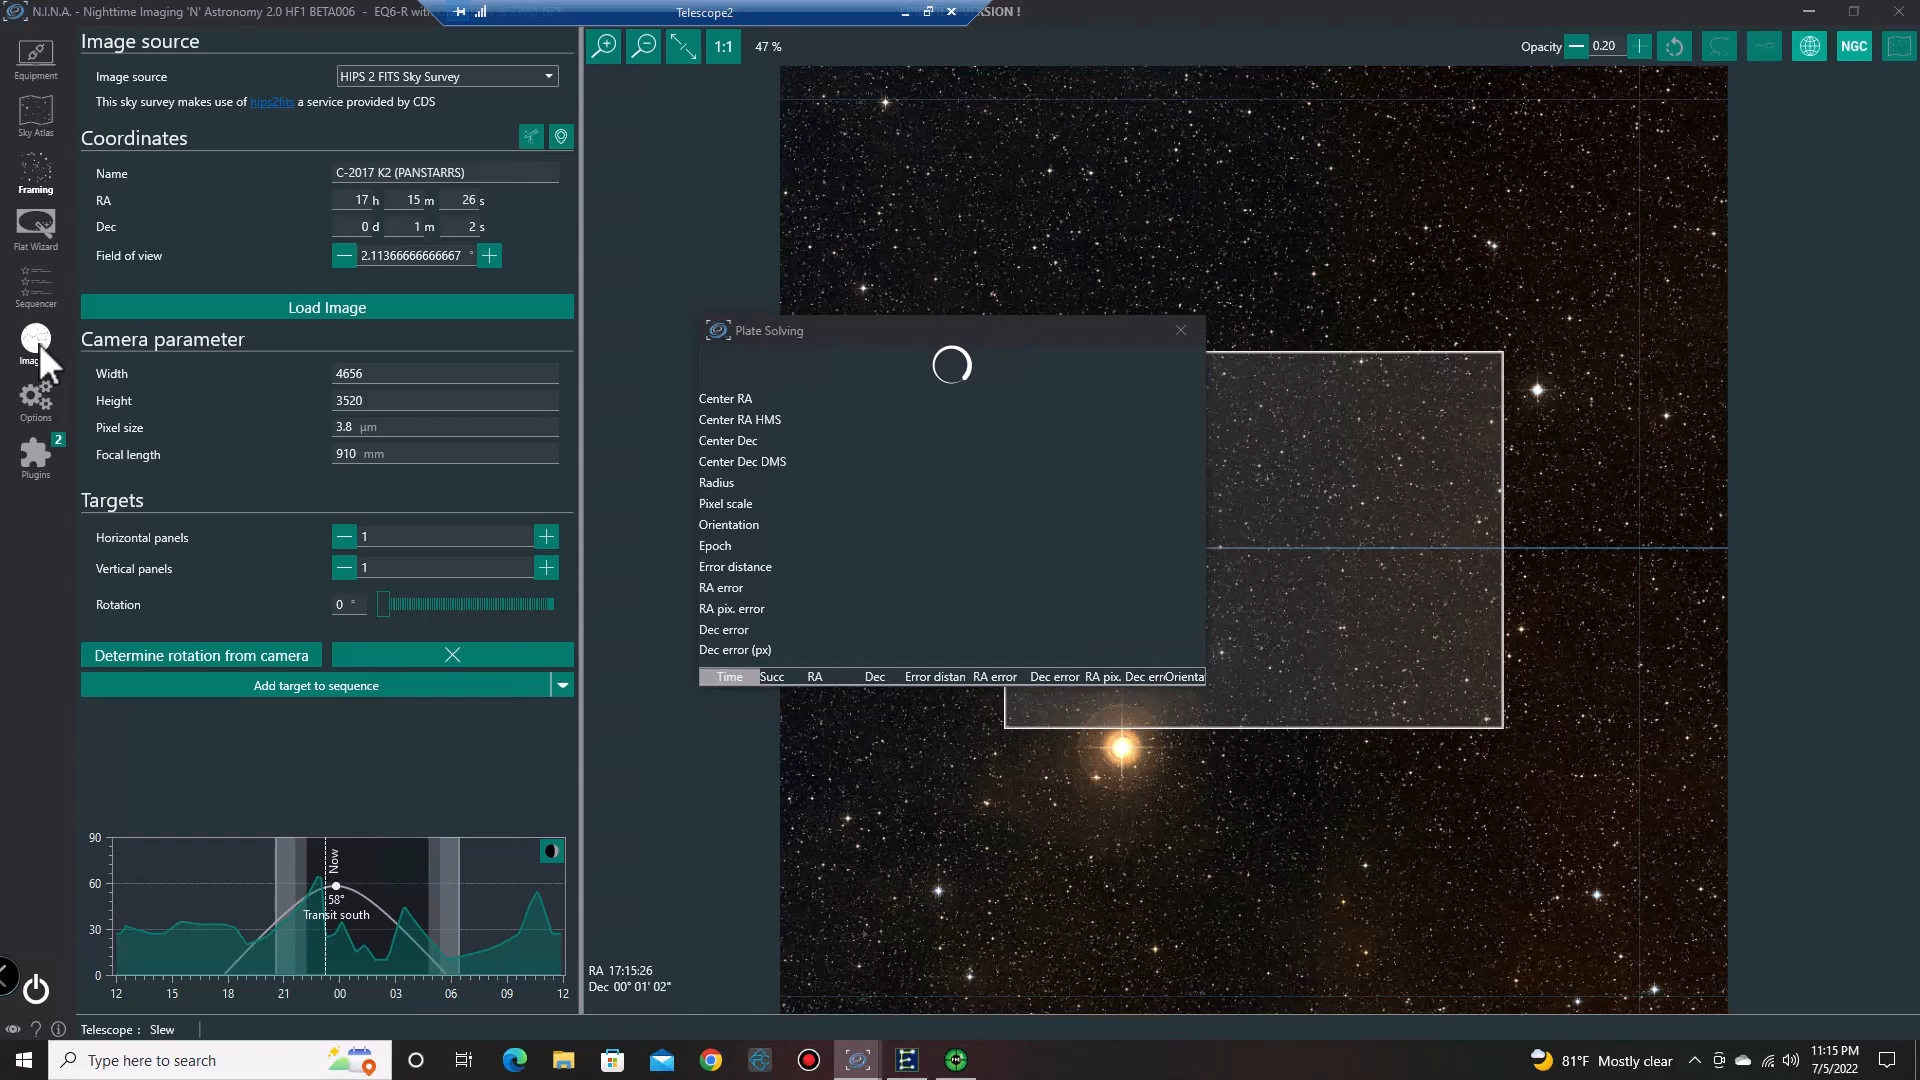 N.I.N.A. - Nighttime Imaging 'N' Astronomy 2.0 HF1 BETA006 - EQ6-R with
Telescope2
VERSION !
Equipment
Sky Atlas
Framing
Flat Wizard
Sequencer
Imag
Options
2
Plugins
Image source
Image source HIPS 2 FITS Sky Survey
This sky survey makes use of hips2fits a service provided by CDS
Coordinates
Name C-2017 K2 (PANSTARRS)
RA 17 h 15 m 26 s
Dec 0 d 1 m 2 s
Field of view 2.11366666666667 °
Load Image
Camera parameter
Width 4656
Height 3520
Pixel size 3.8 µm
Focal length 910 mm
Targets
Horizontal panels 1
Vertical panels 1
Rotation 0 °
Determine rotation from camera
Add target to sequence
90
60
30
0
Now
58°
Transit south
12 15 18 21 00 03 06 09 12
1:1 47 %
Opacity 0.20 NGC
Plate Solving
Center RA
Center RA HMS
Center Dec
Center Dec DMS
Radius
Pixel scale
Orientation
Epoch
Error distance
RA error
RA pix. error
Dec error
Dec error (px)
Time Succ RA Dec Error distan RA error Dec error RA pix. Dec err Orienta
RA 17:15:26
Dec 00° 01' 02"
Telescope : Slew
Type here to search
81°F Mostly clear
11:15 PM
7/5/2022